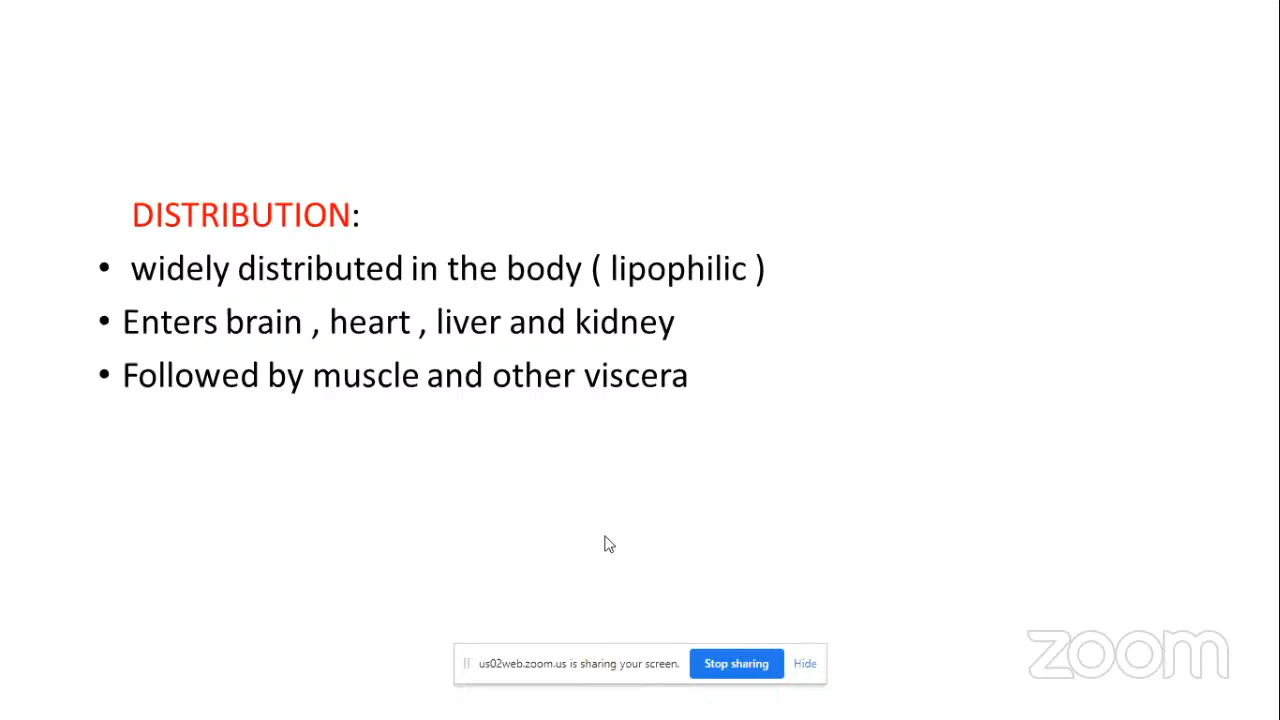 DISTRIBUTION:
• widely distributed in the body ( lipophilic )
• Enters brain , heart , liver and kidney
• Followed by muscle and other viscera
us02web.zoom.us is sharing your screen. Stop sharing Hide
zoom